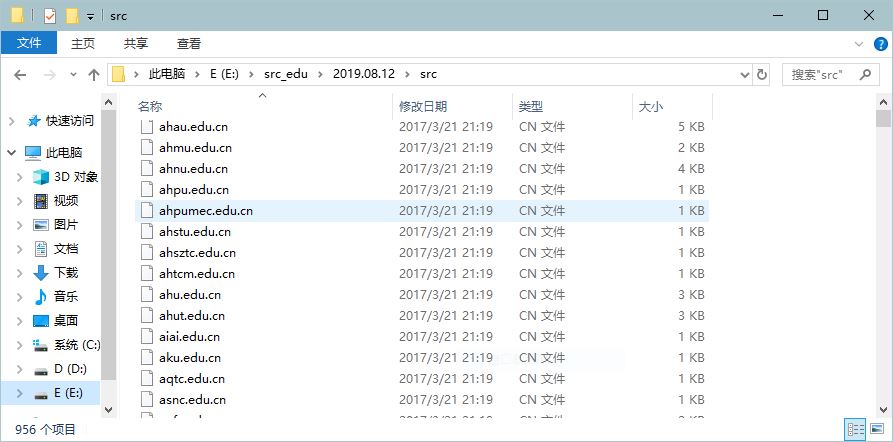 src
文件 主页 共享 查看
此电脑 E (E:) src_edu 2019.08.12 src 搜索"src"
名称 修改日期 类型 大小
快速访问
此电脑
3D 对象
视频
图片
文档
下载
音乐
桌面
系统 (C:)
D (D:)
E (E:)
ahau.edu.cn 2017/3/21 21:19 CN 文件 5 KB
ahmu.edu.cn 2017/3/21 21:19 CN 文件 2 KB
ahnu.edu.cn 2017/3/21 21:19 CN 文件 4 KB
ahpu.edu.cn 2017/3/21 21:19 CN 文件 1 KB
ahpumec.edu.cn 2017/3/21 21:19 CN 文件 1 KB
ahstu.edu.cn 2017/3/21 21:19 CN 文件 1 KB
ahsztc.edu.cn 2017/3/21 21:19 CN 文件 1 KB
ahtcm.edu.cn 2017/3/21 21:19 CN 文件 1 KB
ahu.edu.cn 2017/3/21 21:19 CN 文件 3 KB
ahut.edu.cn 2017/3/21 21:19 CN 文件 3 KB
aiai.edu.cn 2017/3/21 21:19 CN 文件 1 KB
aku.edu.cn 2017/3/21 21:19 CN 文件 1 KB
aqtc.edu.cn 2017/3/21 21:19 CN 文件 1 KB
asnc.edu.cn 2017/3/21 21:19 CN 文件 1 KB
956 个项目